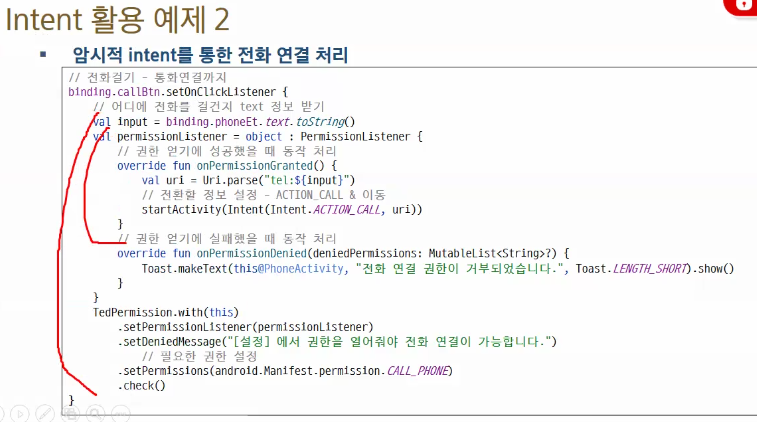 Intent 활용 예제 2
▪ 암시적 intent를 통한 전화 연결 처리
// 전화걸기 - 통화연결까지
binding.callBtn.setOnClickListener {
// 어디에 전화를 걸건지 text 정보 받기
val input = binding.phoneEt.text.toString()
val permissionListener = object : PermissionListener {
// 권한 얻기에 성공했을 때 동작 처리
override fun onPermissionGranted() {
val uri = Uri.parse("tel:${input}")
// 전환할 정보 설정 - ACTION_CALL & 이동
startActivity(Intent(Intent.ACTION_CALL, uri))
}
// 권한 얻기에 실패했을 때 동작 처리
override fun onPermissionDenied(deniedPermissions: MutableList<String>?) {
Toast.makeText(this@PhoneActivity, "전화 연결 권한이 거부되었습니다.", Toast.LENGTH_SHORT).show()
}
}
TedPermission.with(this)
.setPermissionListener(permissionListener)
.setDeniedMessage("[설정] 에서 권한을 열어줘야 전화 연결이 가능합니다.")
// 필요한 권한 설정
.setPermissions(android.Manifest.permission.CALL_PHONE)
.check()
}